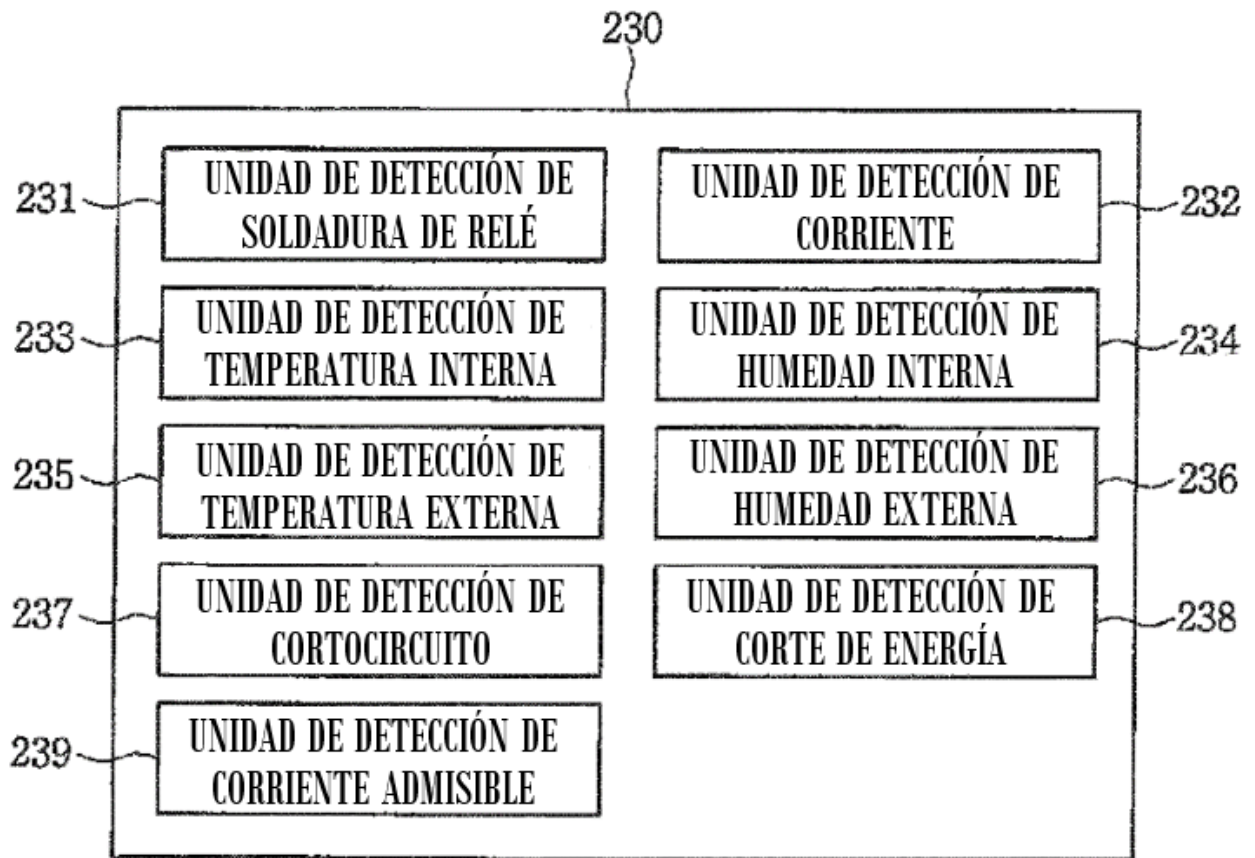 230
231
UNIDAD DE DETECCIÓN DE
SOLDADURA DE RELÉ
UNIDAD DE DETECCIÓN DE
CORRIENTE
232
233
UNIDAD DE DETECCIÓN DE
TEMPERATURA INTERNA
UNIDAD DE DETECCIÓN DE
HUMEDAD INTERNA
234
235
UNIDAD DE DETECCIÓN DE
TEMPERATURA EXTERNA
UNIDAD DE DETECCIÓN DE
HUMEDAD EXTERNA
236
237
UNIDAD DE DETECCIÓN DE
CORTOCIRCUITO
UNIDAD DE DETECCIÓN DE
CORTE DE ENERGÍA
238
239
UNIDAD DE DETECCIÓN DE
CORRIENTE ADMISIBLE